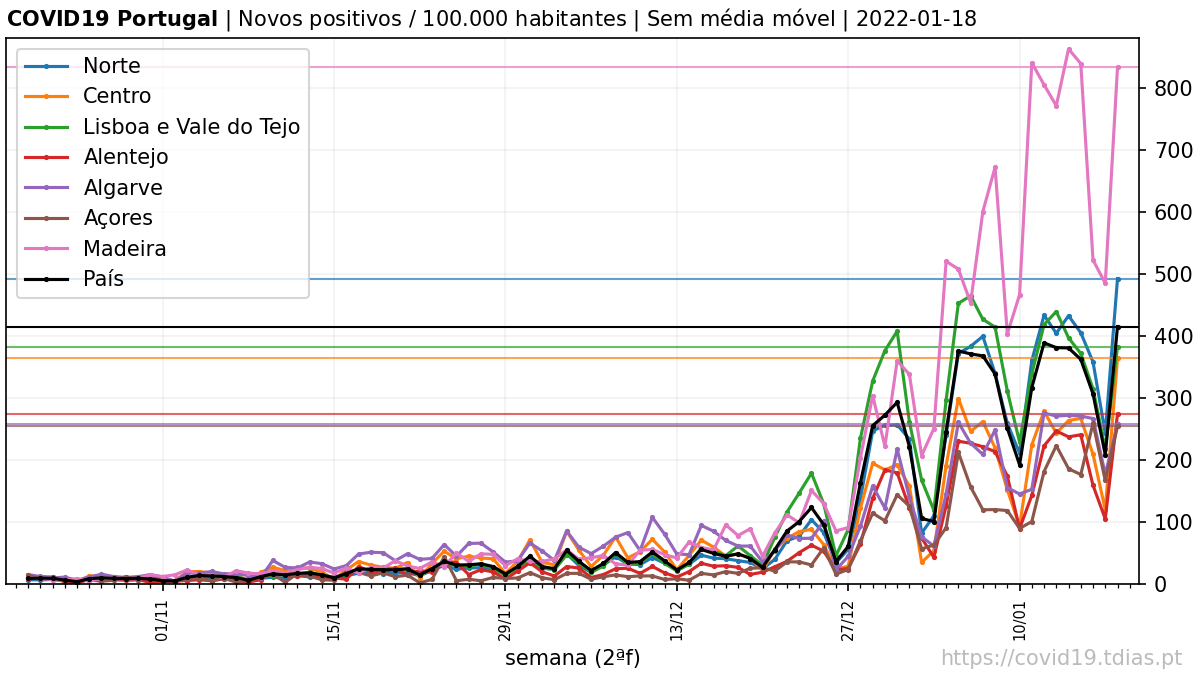 COVID19 Portugal | Novos positivos / 100.000 habitantes | Sem média móvel | 2022-01-18
Norte
Centro
Lisboa e Vale do Tejo
Alentejo
Algarve
Açores
Madeira
País
800
700
600
500
400
300
200
100
0
01/11
15/11
29/11
13/12
27/12
10/01
semana (2ªf)
https://covid19.tdias.pt